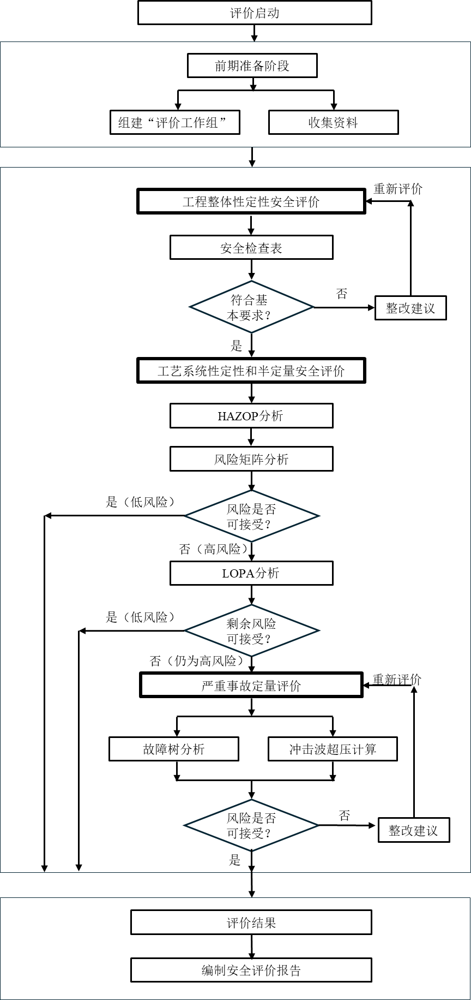 评价启动
前期准备阶段
组建“评价工作组”
收集资料
工程整体性定性安全评价
重新评价
安全检查表
符合基
本要求？
否
整改建议
是
工艺系统性定性和半定量安全评价
HAZOP分析
风险矩阵分析
是（低风险）
风险是否
可接受？
否（高风险）
LOPA分析
是（低风险）
剩余风险
可接受？
否（仍为高风险）
严重事故定量评价
重新评价
故障树分析
冲击波超压计算
风险是否
可接受？
否
整改建议
是
评价结果
编制安全评价报告